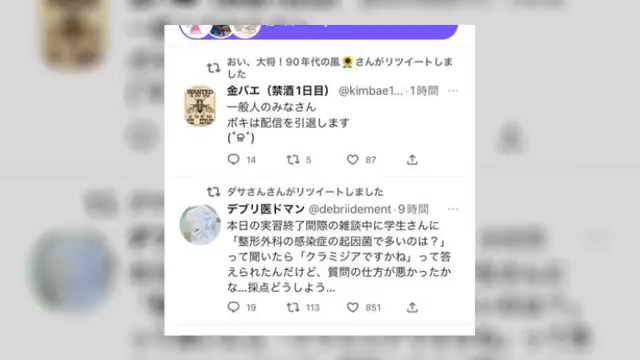 おい、大将！90年代の風🌻さんがリツイートしま
した
金バエ（禁酒1日目） @kimbae1... · 1時間 ···
一般人のみなさん
ボキは配信を引退します
14 5 87
ダサさんさんがリツイートしました
デブリ医ドマン @debriidement · 9時間 ···
本日の実習終了間際の雑談中に学生さんに
「整形外科の感染症の起因菌で多いのは？」
って聞いたら「クラミジアですかね」って答
えられたんだけど、質問の仕方が悪かったか
な...採点どうしよう...
19 113 851